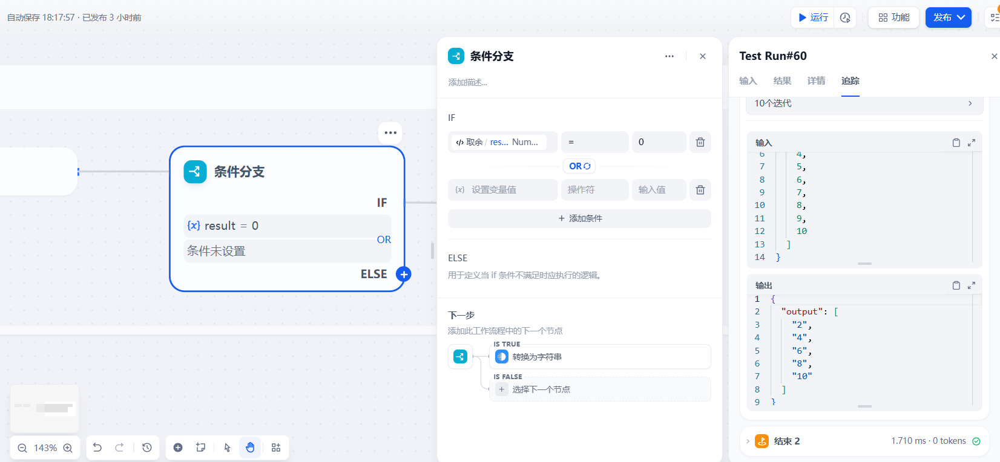 自动保存 18:17:57 · 已发布 3 小时前
运行
功能
发布
条件分支
IF
{x} result = 0
OR
条件未设置
ELSE
143%
条件分支
添加描述...
IF
取余 / res... Num...
=
0
OR
{x} 设置变量值
操作符
输入值
+ 添加条件
ELSE
用于定义当 if 条件不满足时应执行的逻辑。
下一步
添加此工作流程中的下一个节点
IS TRUE
转换为字符串
IS FALSE
+ 选择下一个节点
Test Run#60
输入 结果 详情 追踪
10个迭代
输入
6 4,
7 5,
8 6,
9 7,
10 8,
11 9,
12 10
13 ]
14 }
输出
1 {
2 "output": [
3 "2",
4 "4",
5 "6",
6 "8",
7 "10"
8 ]
9 }
结束 2
1.710 ms · 0 tokens